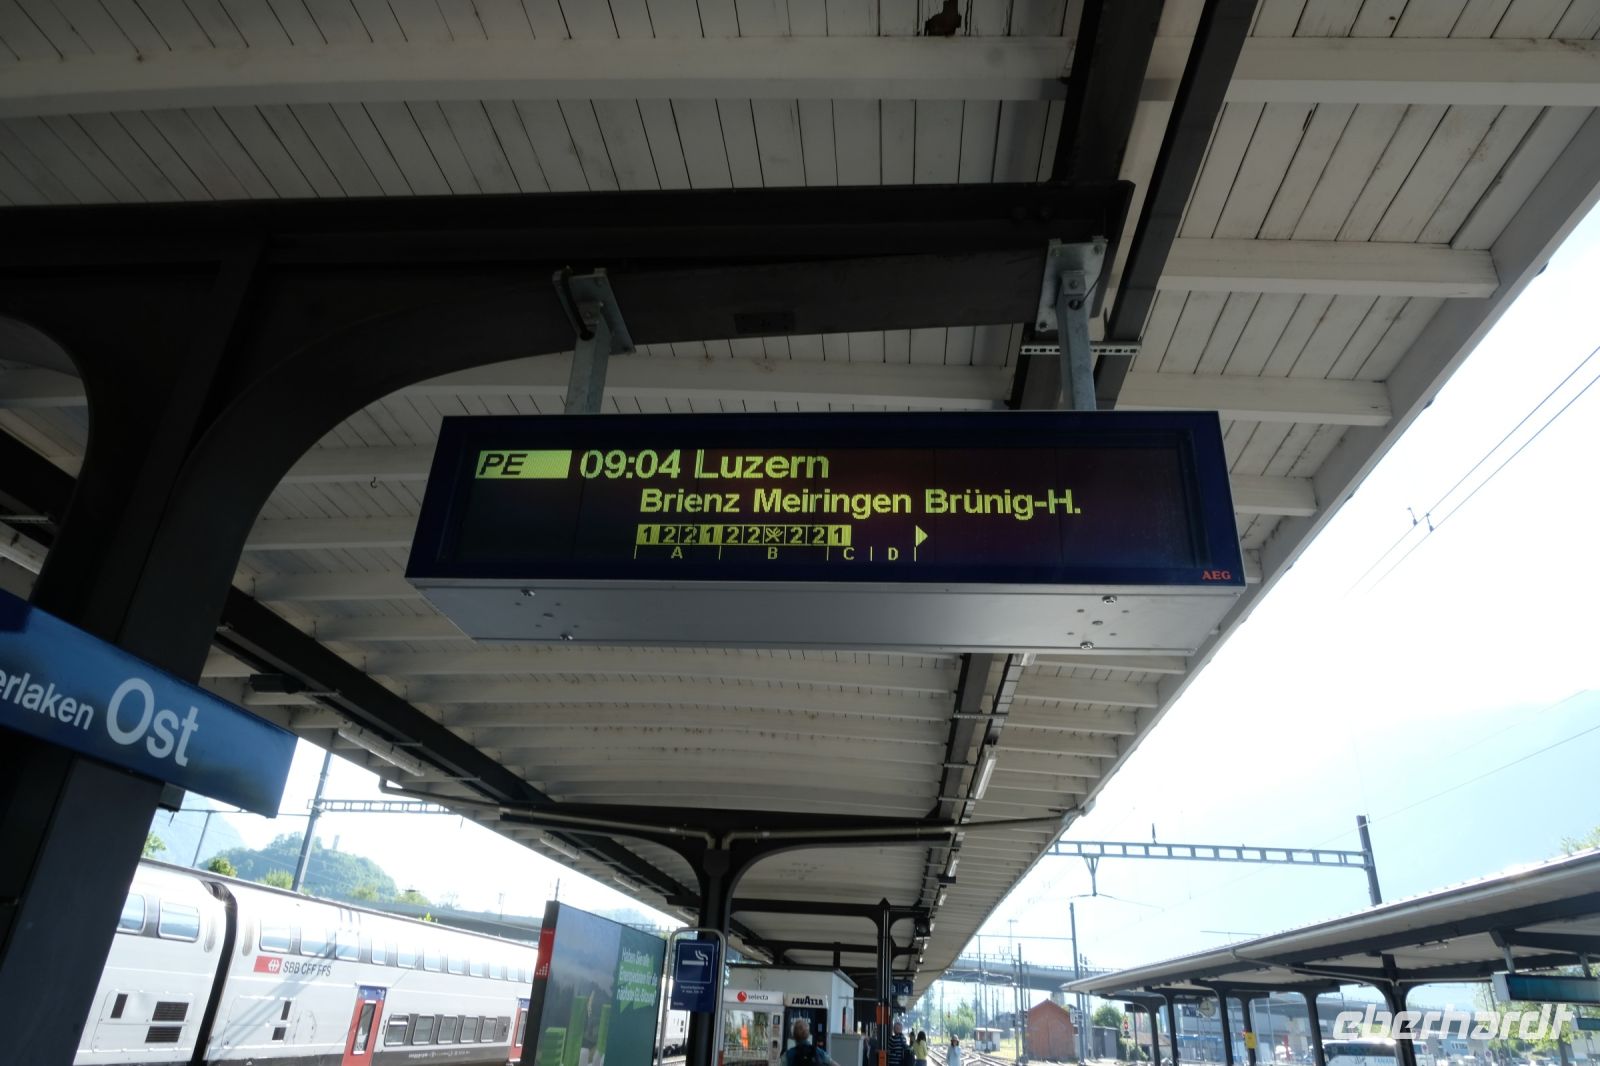 PE 09:04 Luzern
Brienz Meiringen Brünig-H.
1 2 2 1 2 2 2 2 1
A B C D
AEG
erlaken Ost
SBB CFF FFS
selecta
LAVAZZA
4
eberhardt